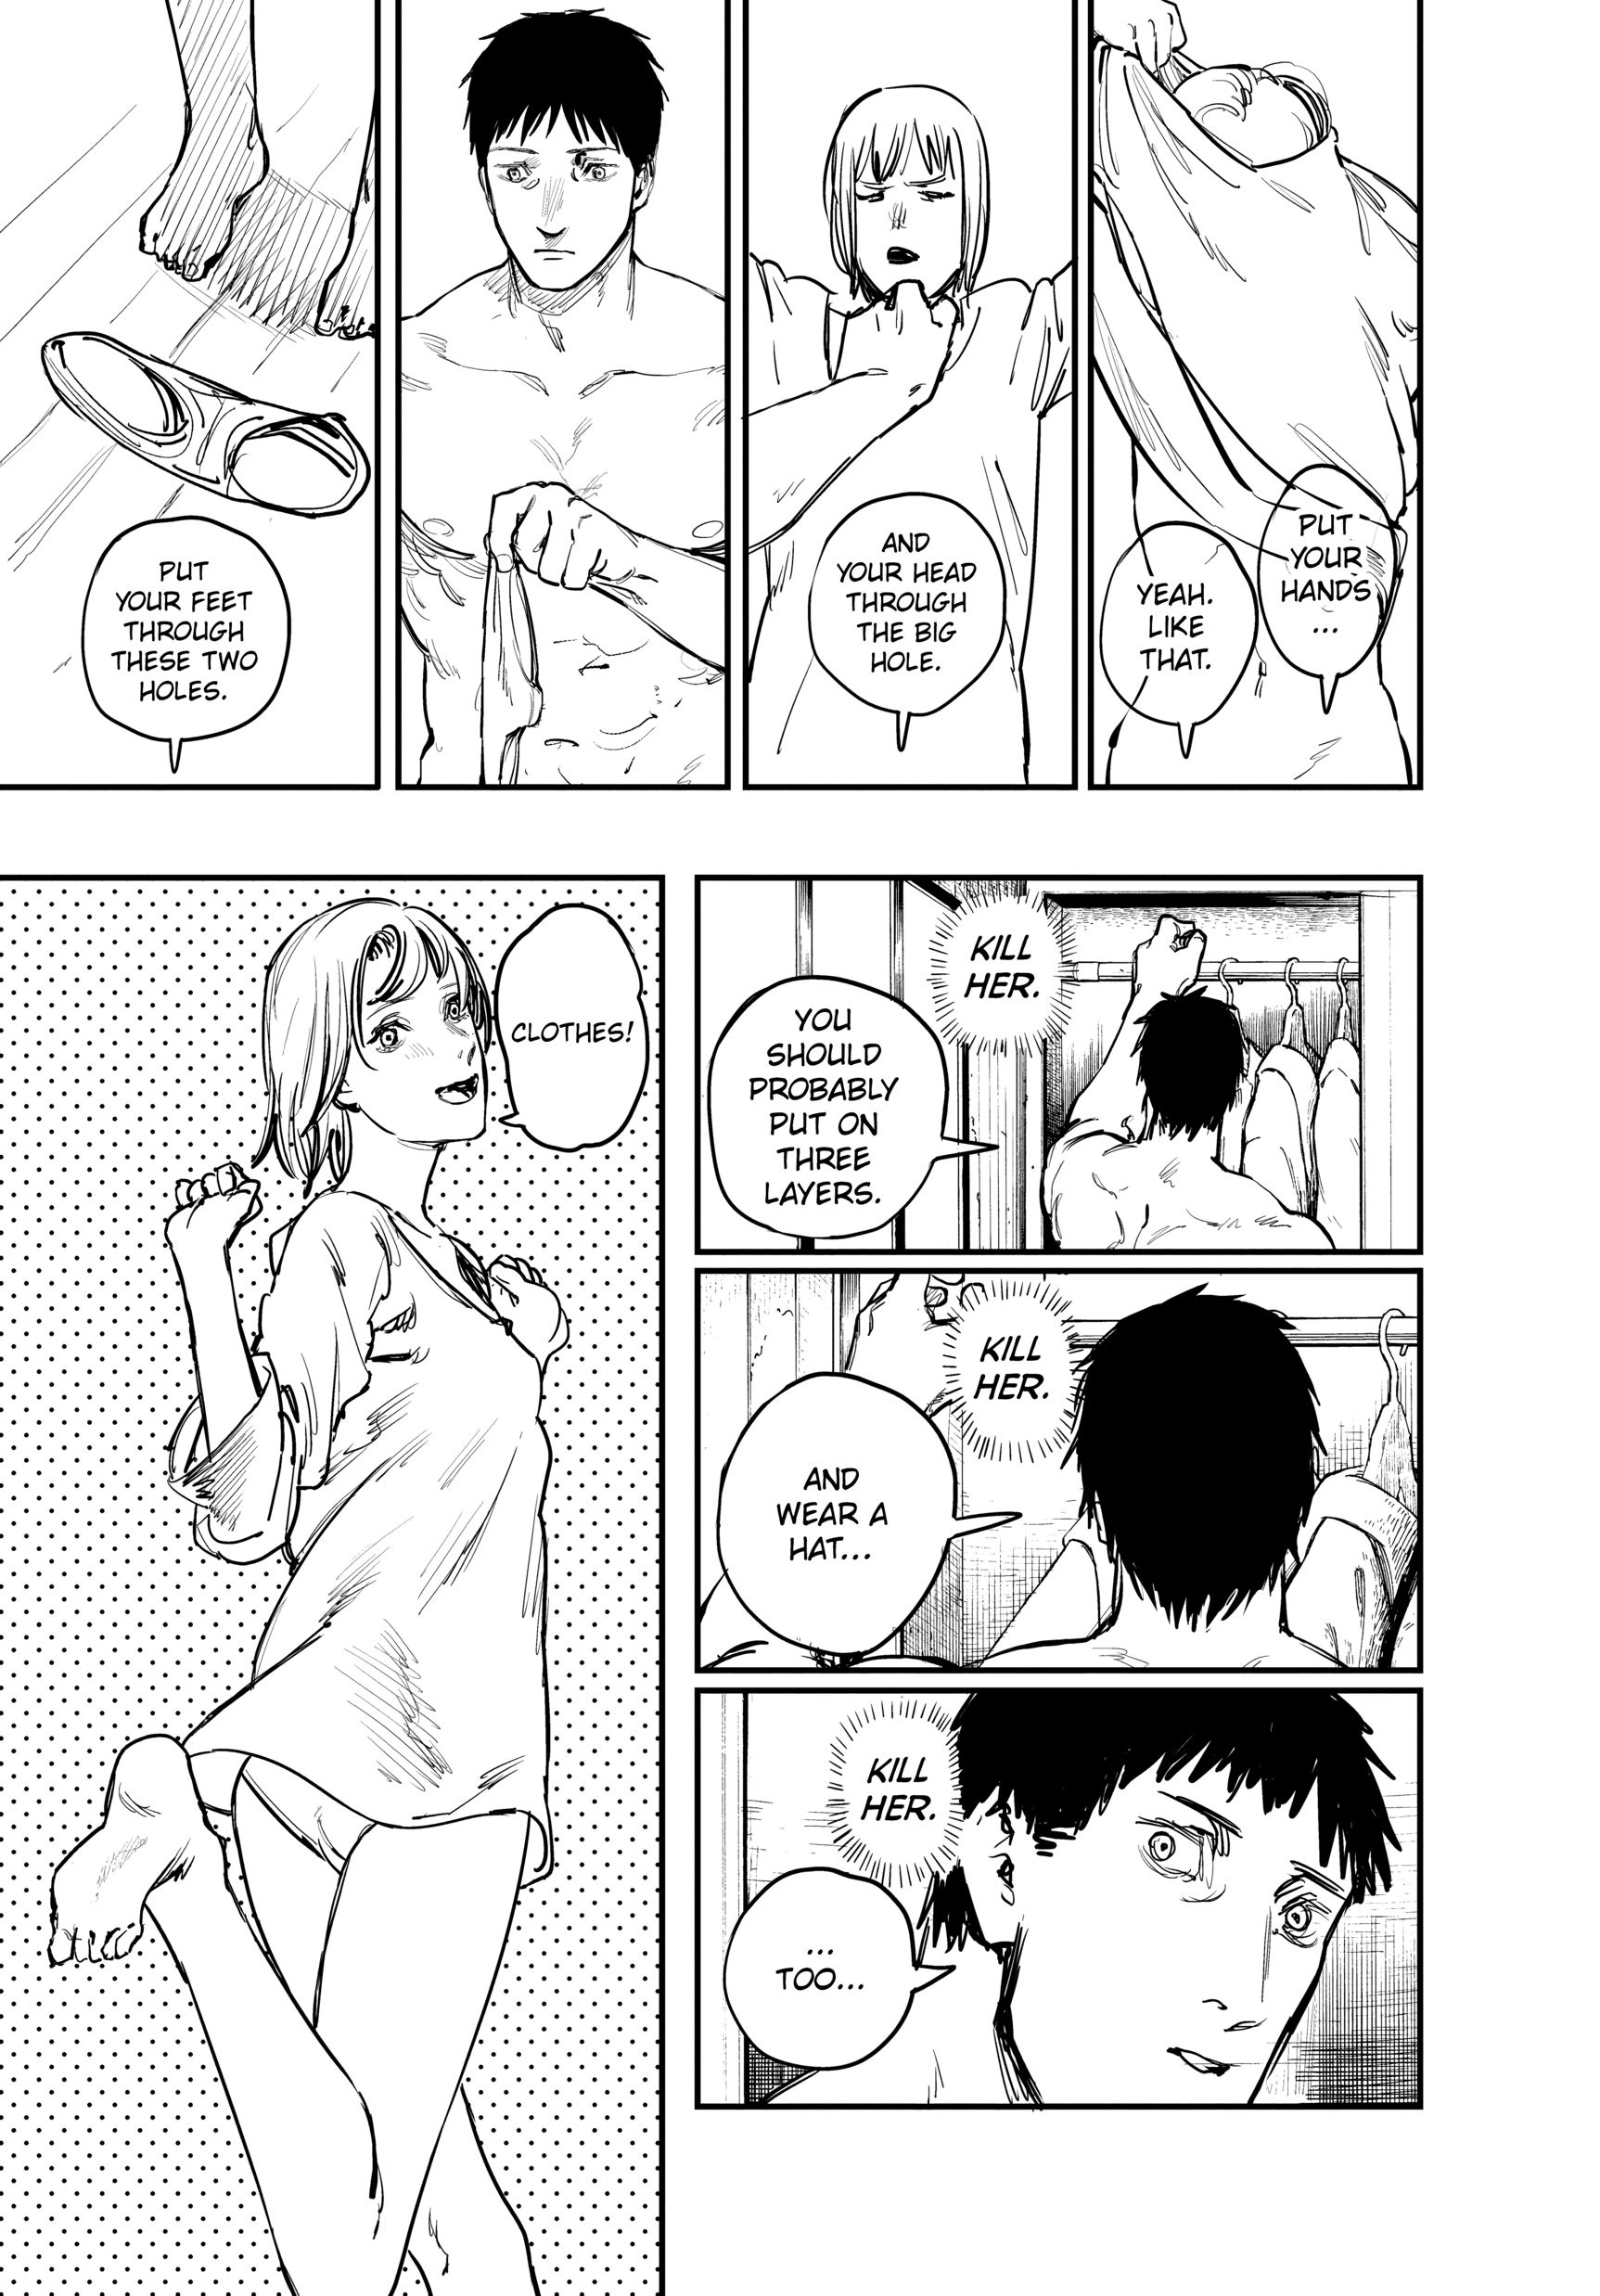 PUT
YOUR
HANDS
...
YEAH.
LIKE
THAT.
AND
YOUR HEAD
THROUGH
THE BIG
HOLE.
PUT
YOUR FEET
THROUGH
THESE TWO
HOLES.
KILL
HER.
YOU
SHOULD
PROBABLY
PUT ON
THREE
LAYERS.
KILL
HER.
AND
WEAR A
HAT...
KILL
HER.
...
TOO...
CLOTHES!